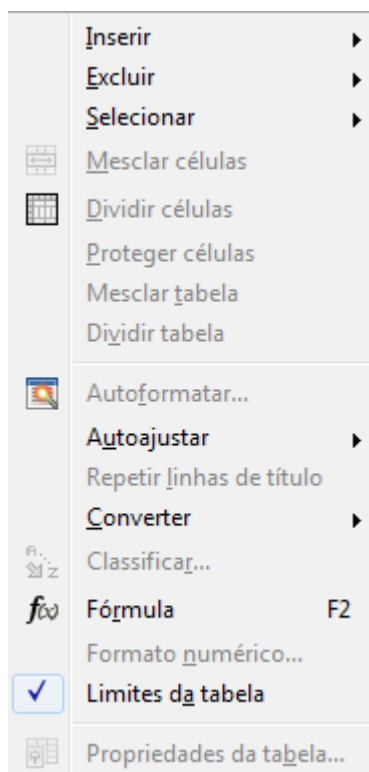 Inserir
Excluir
Selecionar
Mesclar células
Dividir células
Proteger células
Mesclar tabela
Dividir tabela
Autoformatar...
Autoajustar
Repetir linhas de título
Converter
Classificar...
f(x) Fórmula F2
Formato numérico...
Limites da tabela
Propriedades da tabela...